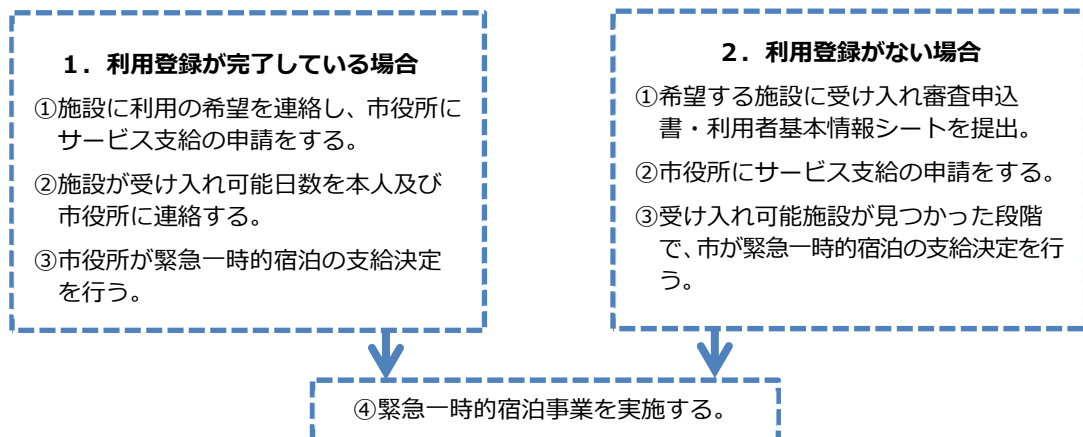 １．利用登録が完了している場合
①施設に利用の希望を連絡し、市役所に
サービス支給の申請をする。
②施設が受け入れ可能日数を本人及び
市役所に連絡する。
③市役所が緊急一時的宿泊の支給決定
を行う。
２．利用登録がない場合
①希望する施設に受け入れ審査申込
書・利用者基本情報シートを提出。
②市役所にサービス支給の申請をする。
③受け入れ可能施設が見つかった段階
で、市が緊急一時的宿泊の支給決定を行
う。
④緊急一時的宿泊事業を実施する。